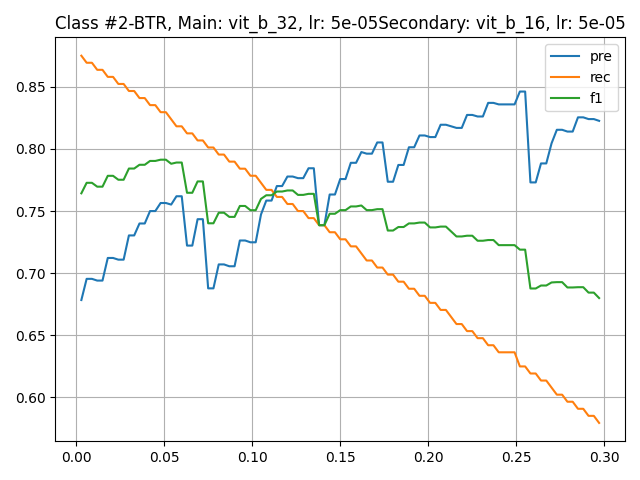 Class #2-BTR, Main: vit_b_32, lr: 5e-05Secondary: vit_b_16, lr: 5e-05
pre
rec
f1
0.85
0.80
0.75
0.70
0.65
0.60
0.00 0.05 0.10 0.15 0.20 0.25 0.30